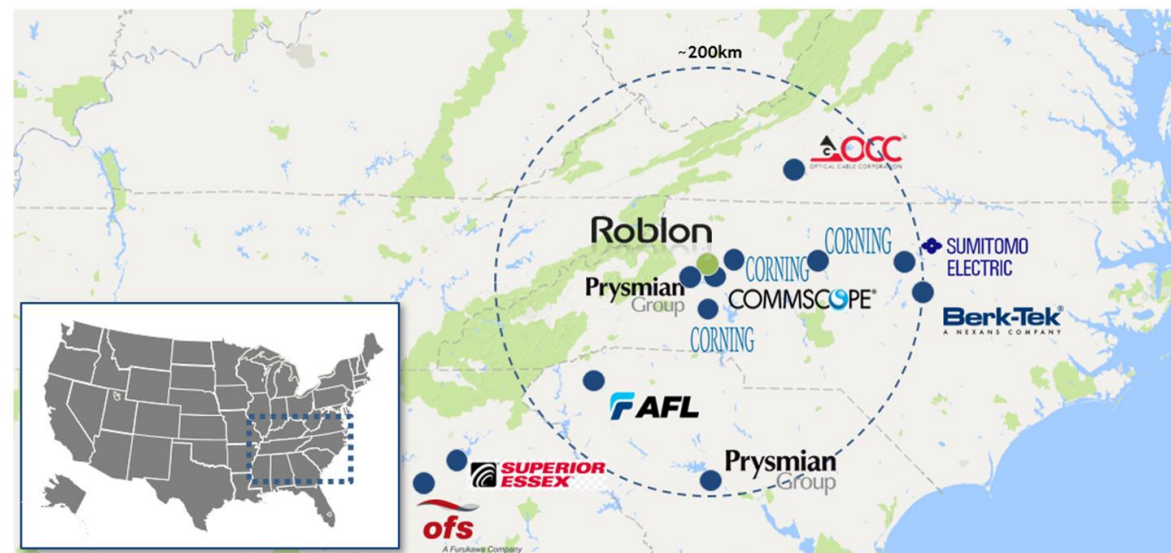 ~200km
OCC
OPTICAL CABLE CORPORATION
Roblon
CORNING
SUMITOMO
ELECTRIC
CORNING
Prysmian
Group
COMMSCOPE®
Berk-Tek®
A NEXANS COMPANY
CORNING
AFL
Prysmian
Group
SUPERIOR
ESSEX
ofs
A Furukawa Company